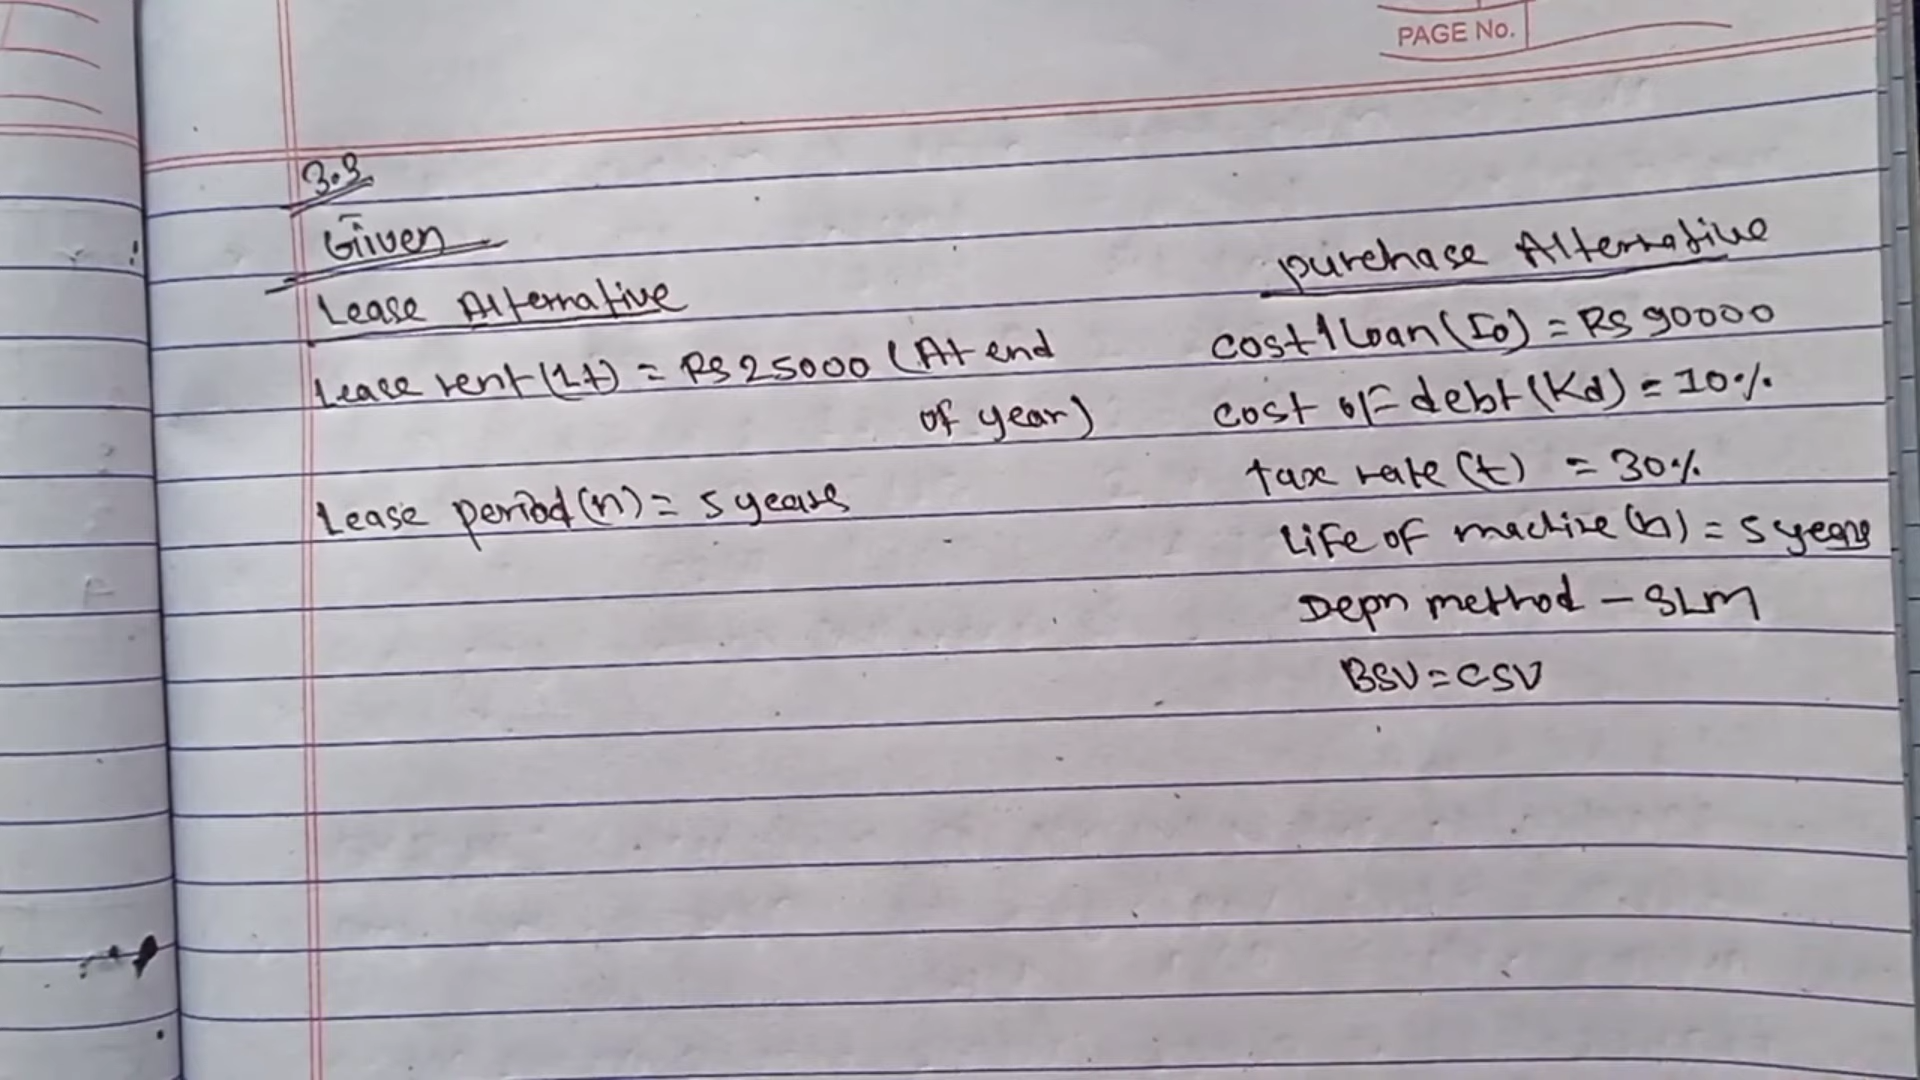 PAGE No.
3.3
Given
Lease Alternative
Lease rent (Lt) = RS 25000 (At end
of year)
Lease period (n) = 5 years
purchase Alternative
cost/Loan (I0) = RS 90000
cost of debt (Kd) = 10%
tax rate (t) = 30%
Life of machine (n) = 5 years
Depn method - SLM
BSV = CSV